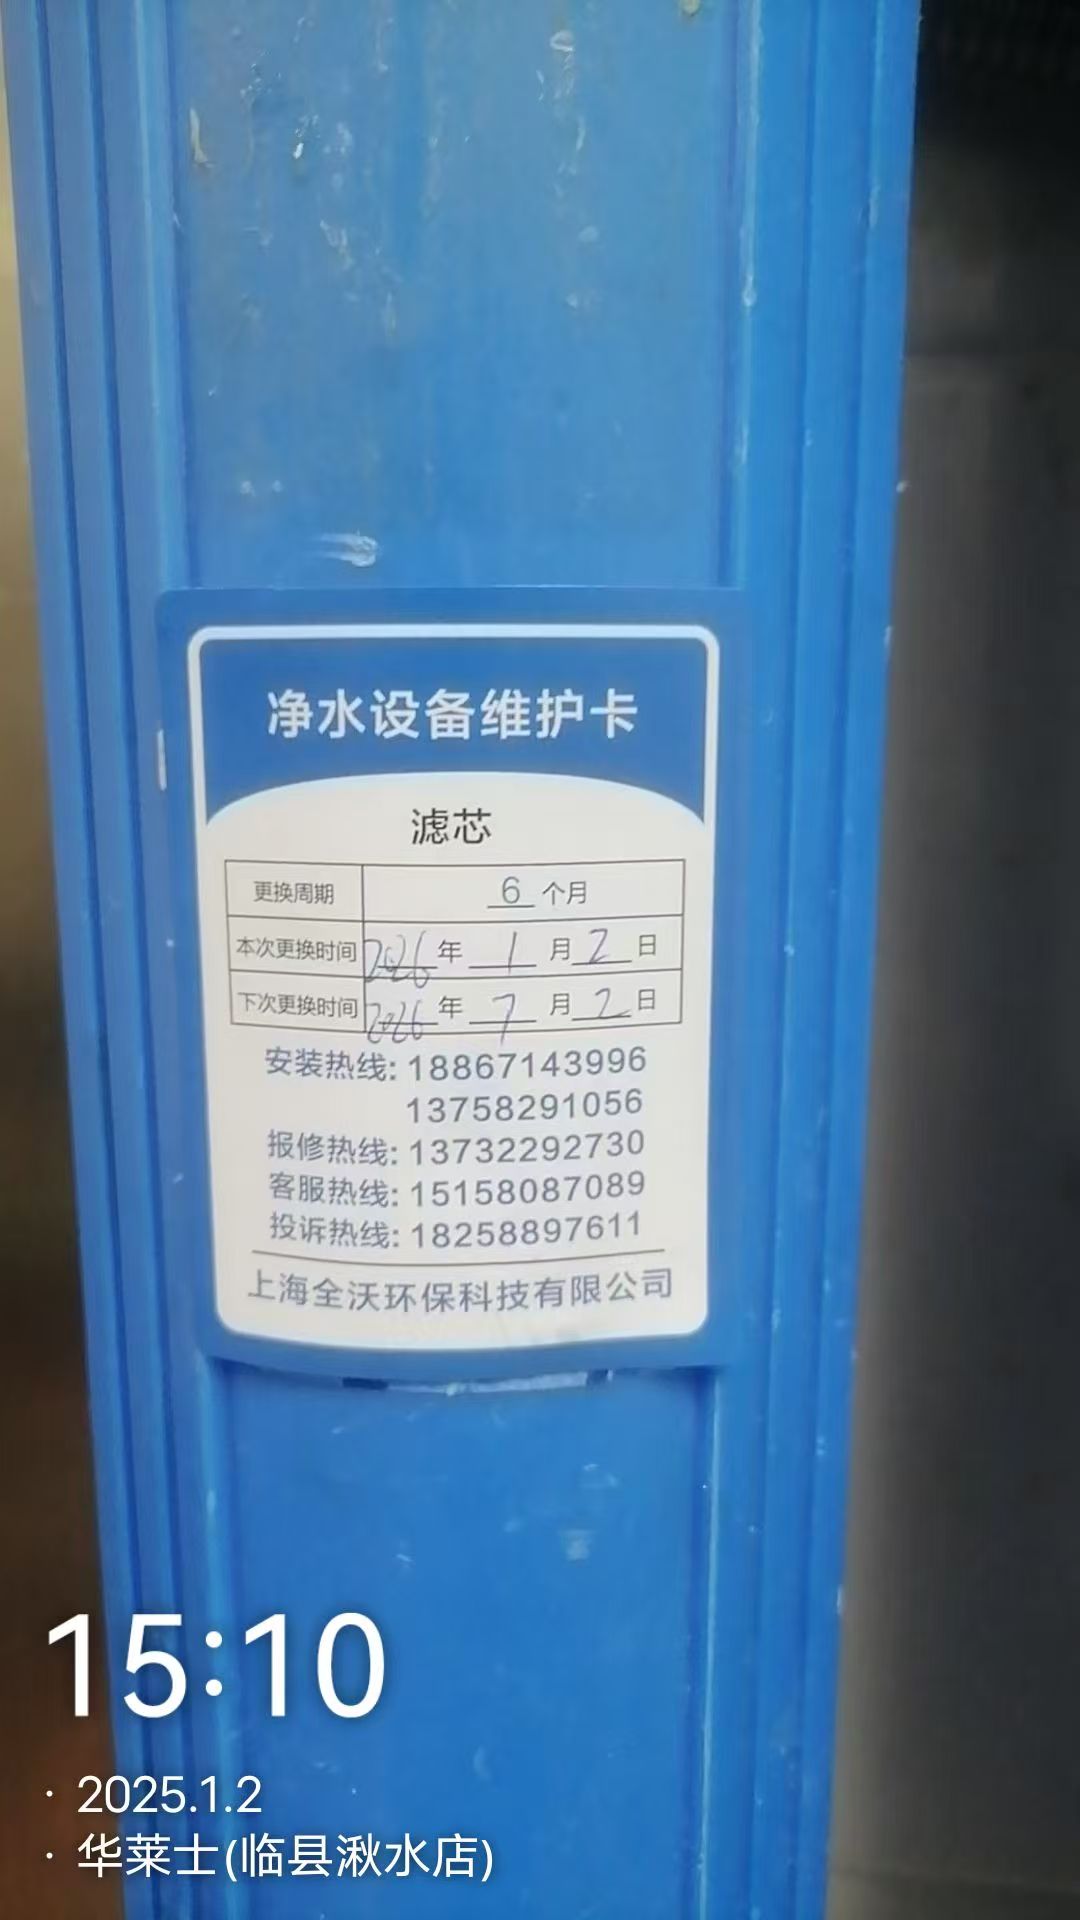 净水设备维护卡
滤芯
更换周期 6 个月
本次更换时间 2026 年 1 月 2 日
下次更换时间 2026 年 7 月 2 日
安装热线: 18867143996
13758291056
报修热线: 13732292730
客服热线: 15158087089
投诉热线: 18258897611
上海全沃环保科技有限公司
15:10
· 2025.1.2
· 华莱士(临县湫水店)